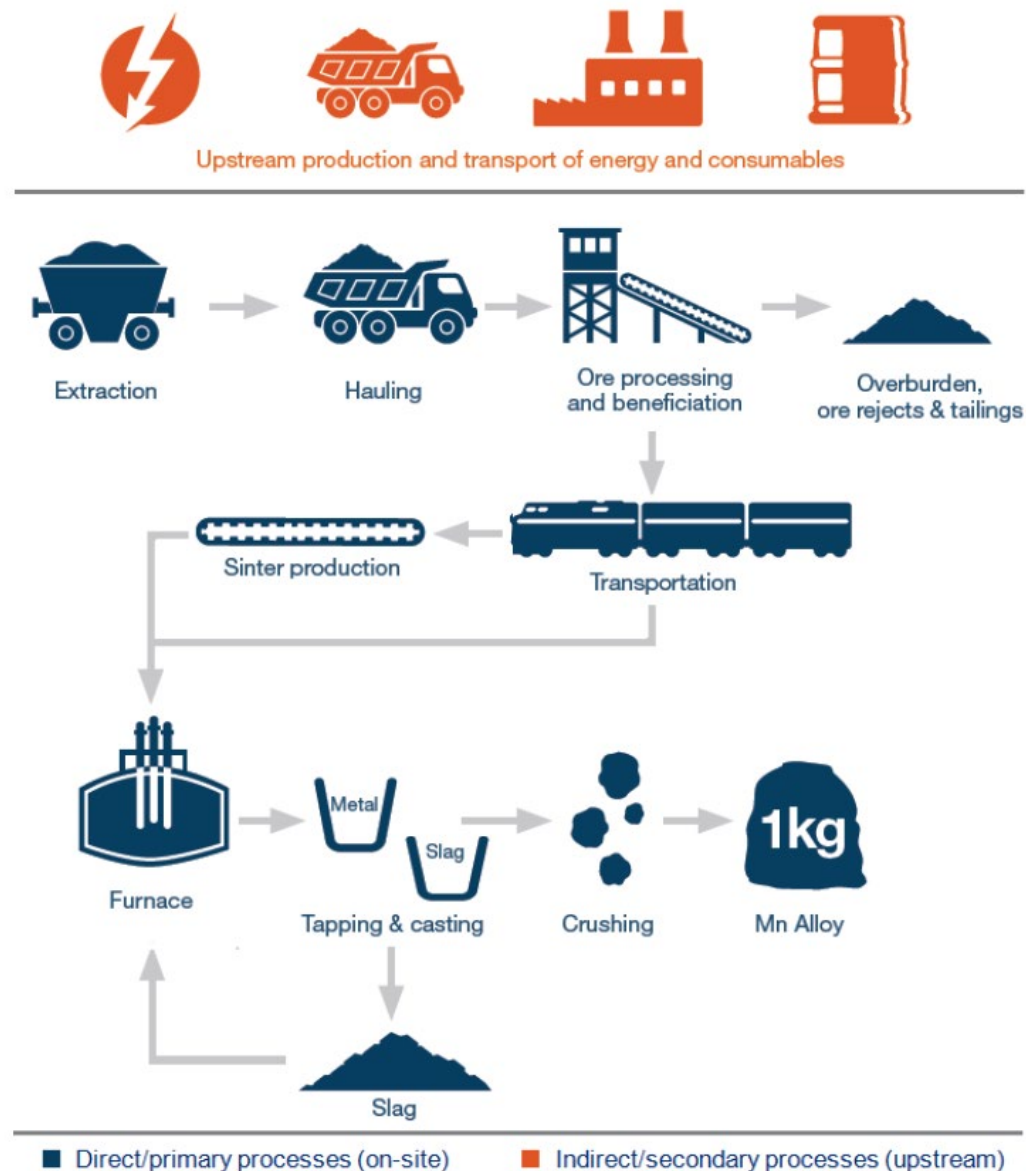 Upstream production and transport of energy and consumables
Extraction
Hauling
Ore processing
and beneficiation
Overburden,
ore rejects & tailings
Sinter production
Transportation
Furnace
Metal
Slag
Tapping & casting
Crushing
1kg
Mn Alloy
Slag
Direct/primary processes (on-site)
Indirect/secondary processes (upstream)